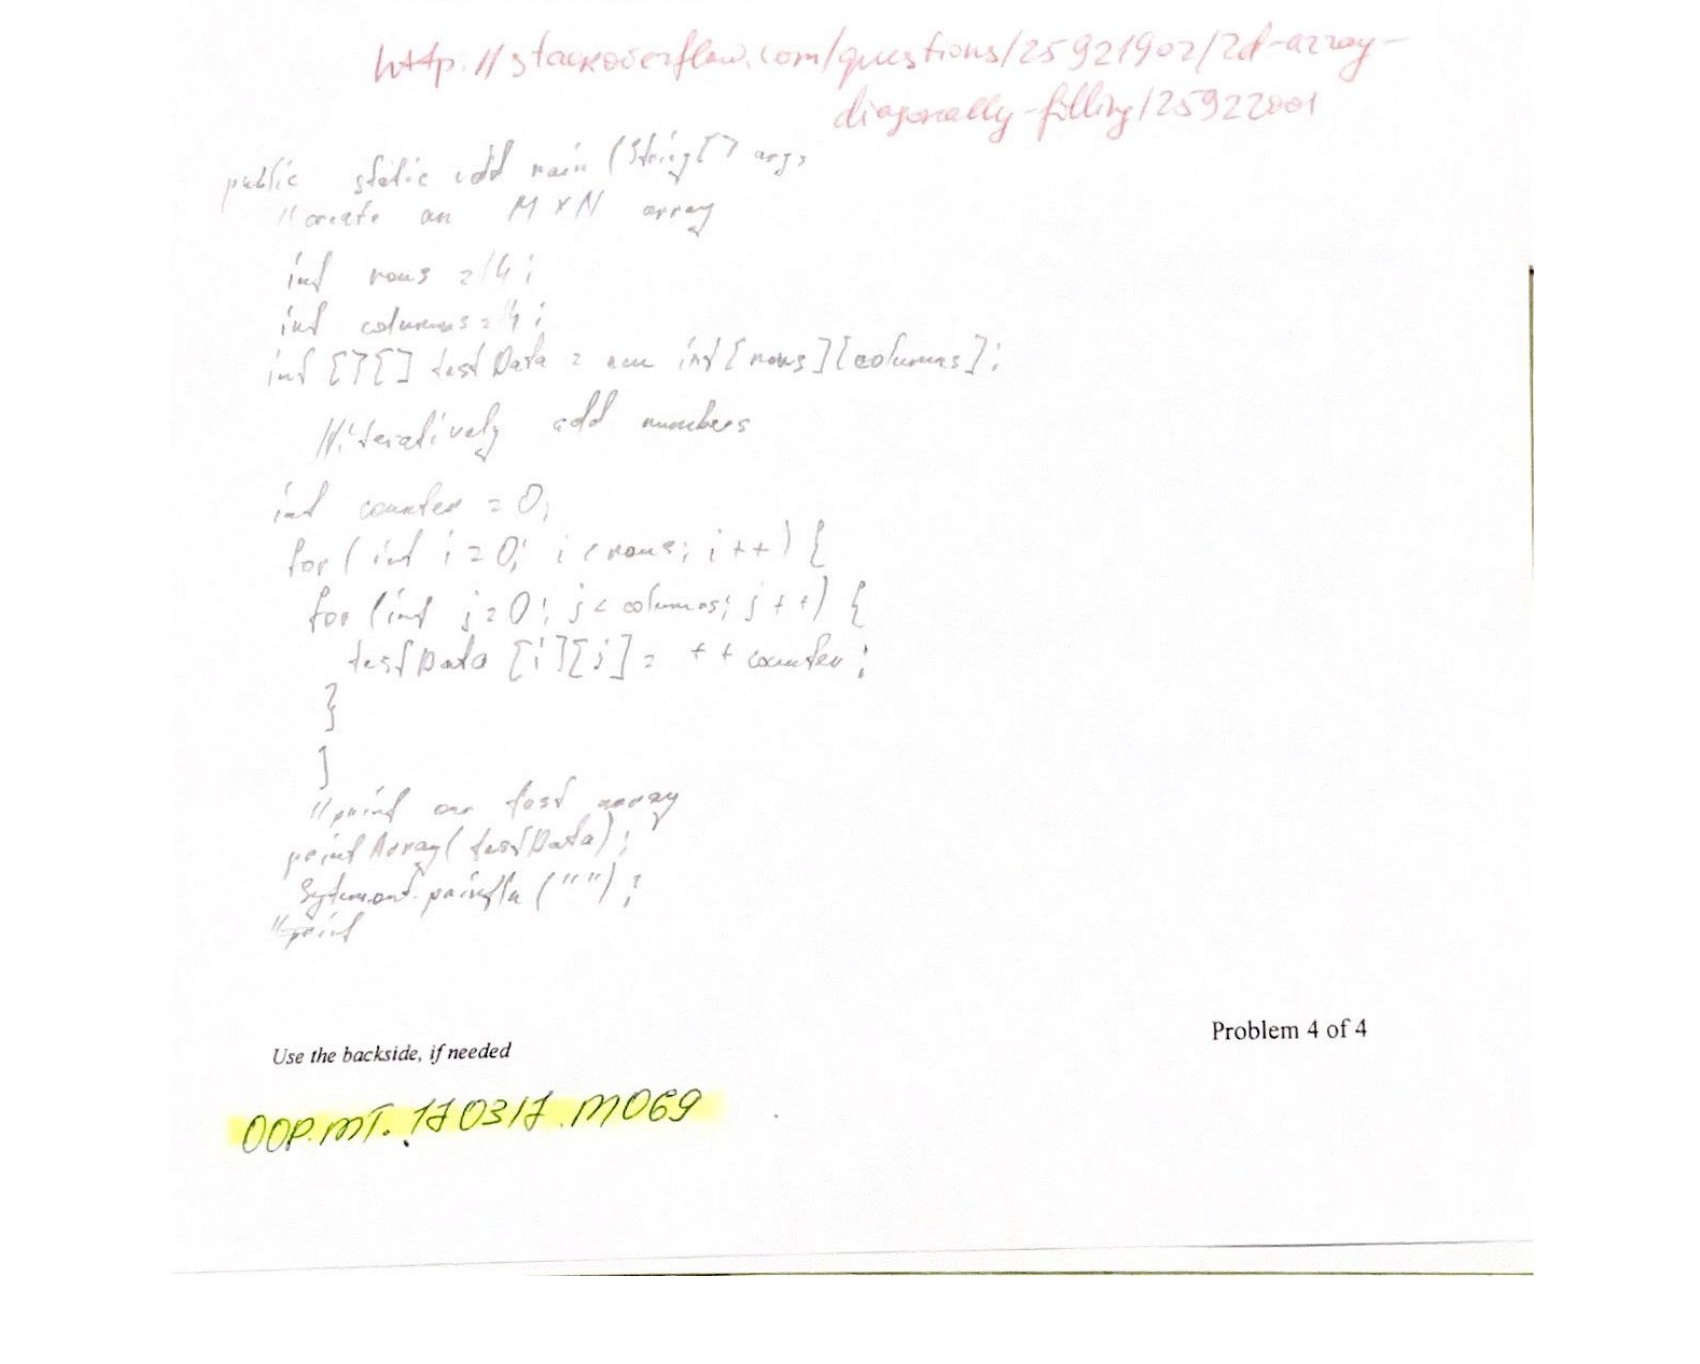 http://stackoverflow.com/questions/25921902/2d-array-
diagonally-filling/25922001
public static void main (String[] args
//create an M x N array
int rows = 4;
int columns = 4;
int [][] testData = new int [rows][columns];
//iteratively add numbers
int counter = 0;
for (int i = 0; i < rows; i++) {
for (int j = 0; j < columns; j++) {
testData [i][j] = ++counter;
}
}
//print our test array
printArray(testData);
System.out.println ("");
//print
Use the backside, if needed
Problem 4 of 4
OOP.MT.170317.M069